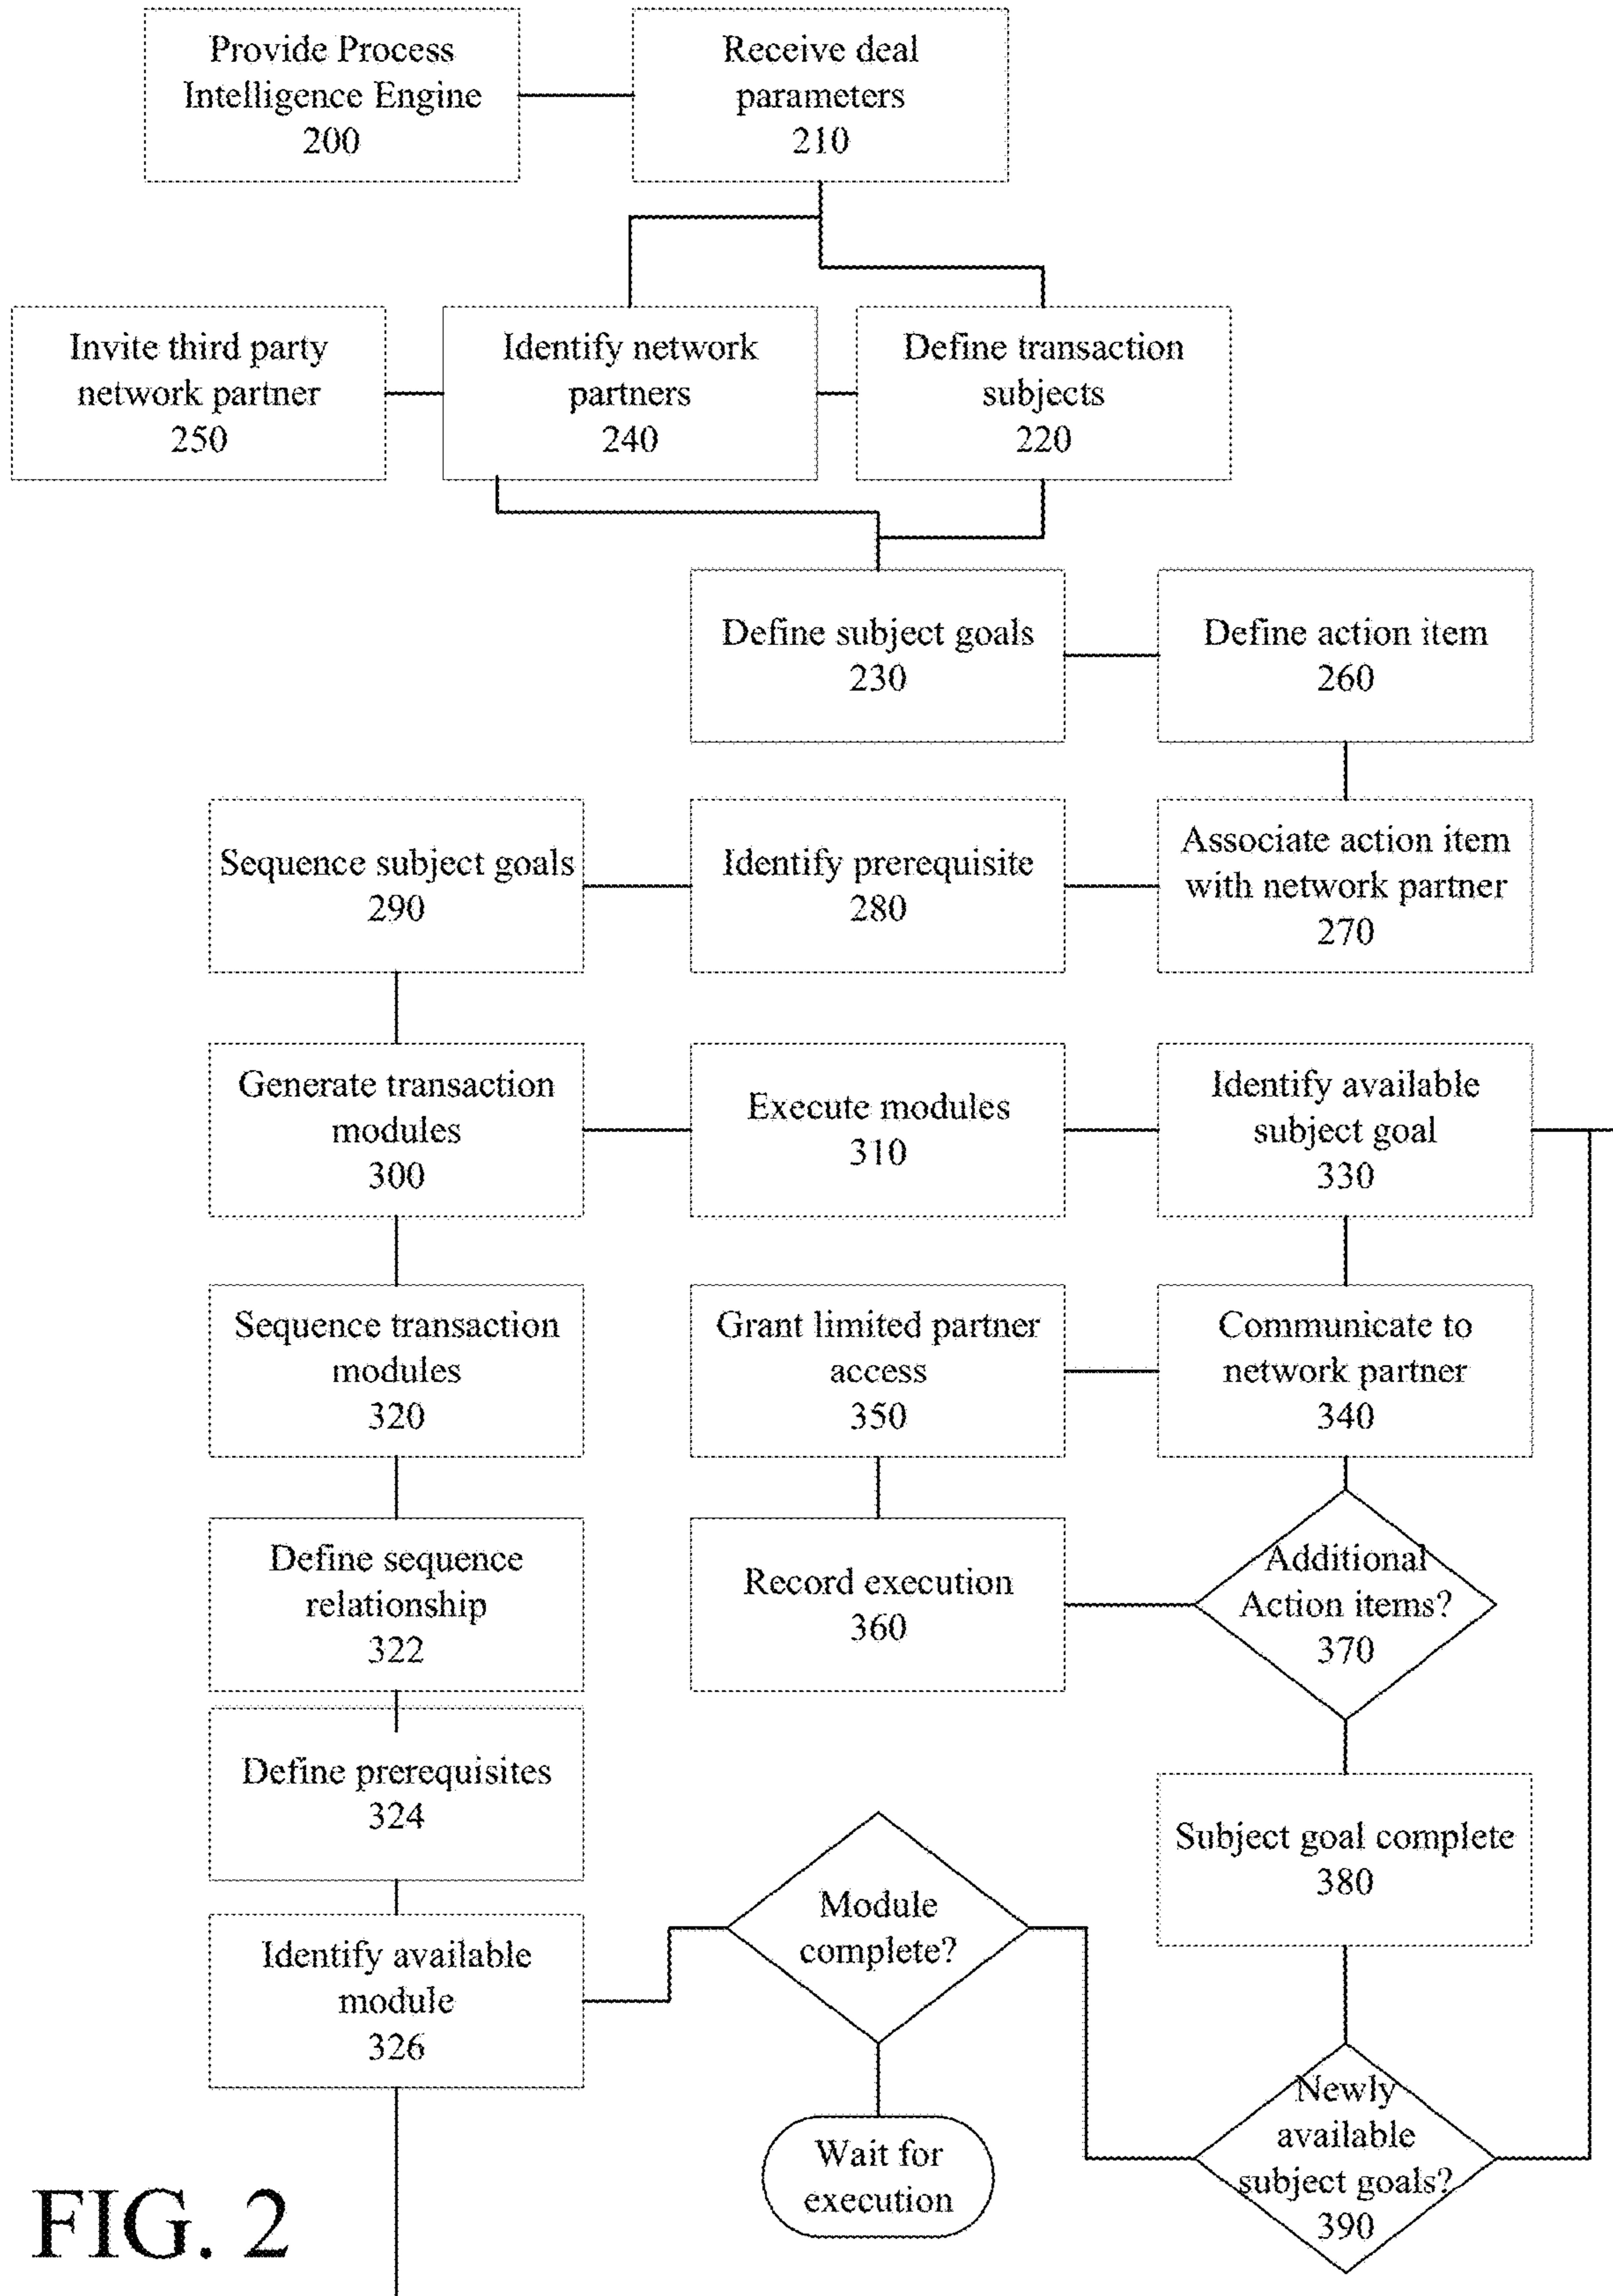 Provide Process
Intelligence Engine
200
Receive deal
parameters
210
Invite third party
network partner
250
Identify network
partners
240
Define transaction
subjects
220
Define subject goals
230
Define action item
260
Sequence subject goals
290
Identify prerequisite
280
Associate action item
with network partner
270
Generate transaction
modules
300
Execute modules
310
Identify available
subject goal
330
Sequence transaction
modules
320
Grant limited partner
access
350
Communicate to
network partner
340
Define sequence
relationship
322
Record execution
360
Additional
Action items?
370
Define prerequisites
324
Subject goal complete
380
Identify available
module
326
Module
complete?
Wait for
execution
Newly
available
subject goals?
390
FIG. 2